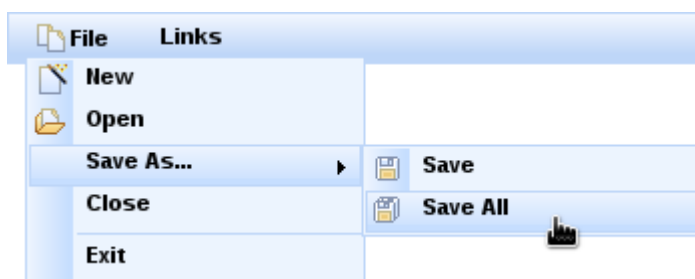 File Links
New
Open
Save As...
Save
Close
Save All
Exit